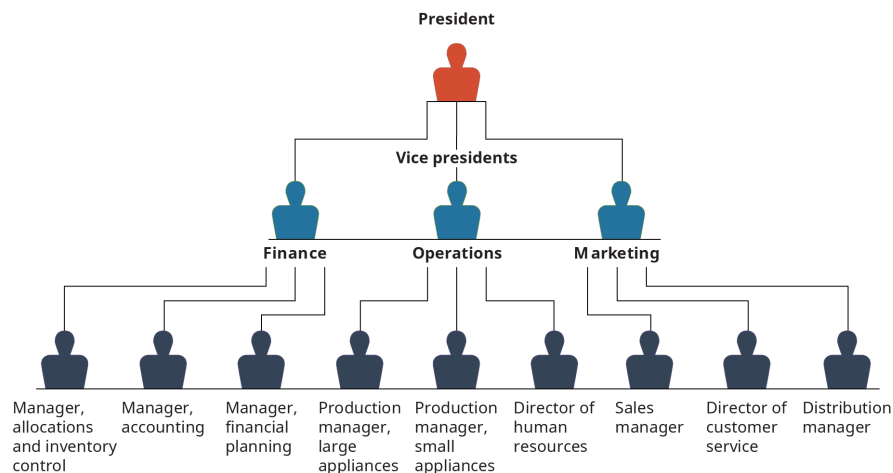 President
Vice presidents
Finance
Operations
Marketing
Manager,
allocations
and inventory
control
Manager,
accounting
Manager,
financial
planning
Production
manager,
large
appliances
Production
manager,
small
appliances
Director of
human
resources
Sales
manager
Director of
customer
service
Distribution
manager